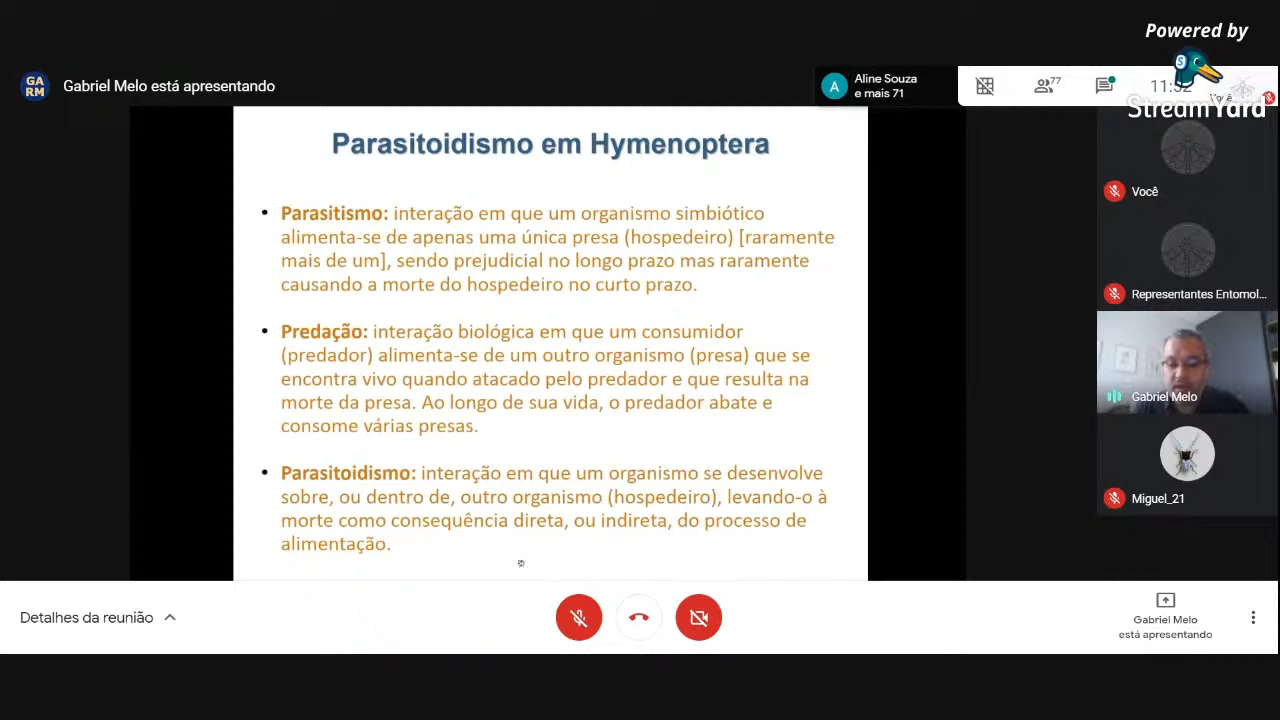 Powered by
StreamYard
GA
RM
Gabriel Melo está apresentando
A
Aline Souza
e mais 71
77
Você
Parasitoidismo em Hymenoptera
• Parasitismo: interação em que um organismo simbiótico
alimenta-se de apenas uma única presa (hospedeiro) [raramente
mais de um], sendo prejudicial no longo prazo mas raramente
causando a morte do hospedeiro no curto prazo.
• Predação: interação biológica em que um consumidor
(predador) alimenta-se de um outro organismo (presa) que se
encontra vivo quando atacado pelo predador e que resulta na
morte da presa. Ao longo de sua vida, o predador abate e
consome várias presas.
• Parasitoidismo: interação em que um organismo se desenvolve
sobre, ou dentro de, outro organismo (hospedeiro), levando-o à
morte como consequência direta, ou indireta, do processo de
alimentação.
Você
Representantes Entomol...
Gabriel Melo
Miguel_21
Detalhes da reunião
Gabriel Melo
está apresentando